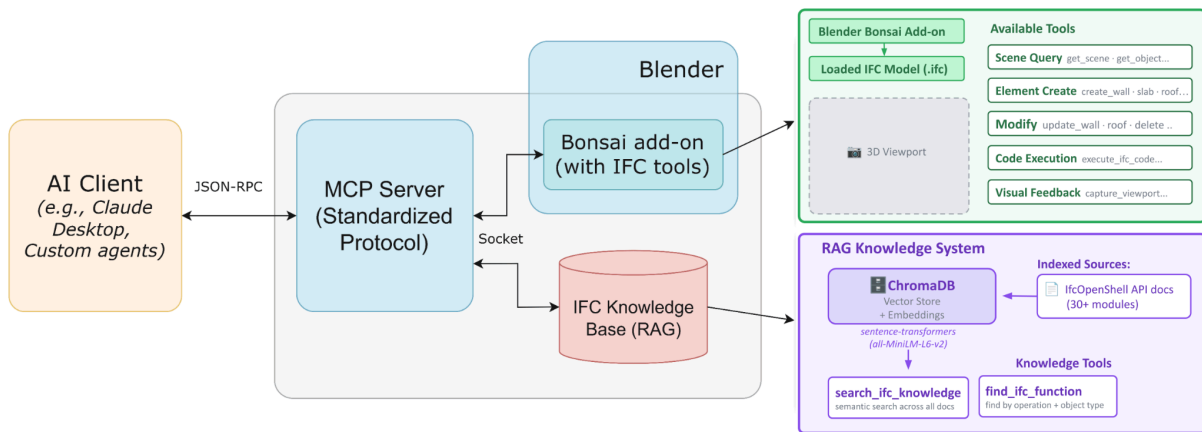 AI Client
(e.g., Claude
Desktop,
Custom agents)
JSON-RPC
MCP Server
(Standardized
Protocol)
Socket
Blender
Bonsai add-on
(with IFC tools)
IFC Knowledge
Base (RAG)
Blender Bonsai Add-on
Loaded IFC Model (.ifc)
3D Viewport
Available Tools
Scene Query get_scene · get_object...
Element Create create_wall · slab · roof...
Modify update_wall · roof · delete ..
Code Execution execute_ifc_code...
Visual Feedback capture_viewport...
RAG Knowledge System
ChromaDB
Vector Store
+ Embeddings
sentence-transformers
(all-MiniLM-L6-v2)
Indexed Sources:
IfcOpenShell API docs
(30+ modules)
Knowledge Tools
search_ifc_knowledge
semantic search across all docs
find_ifc_function
find by operation + object type